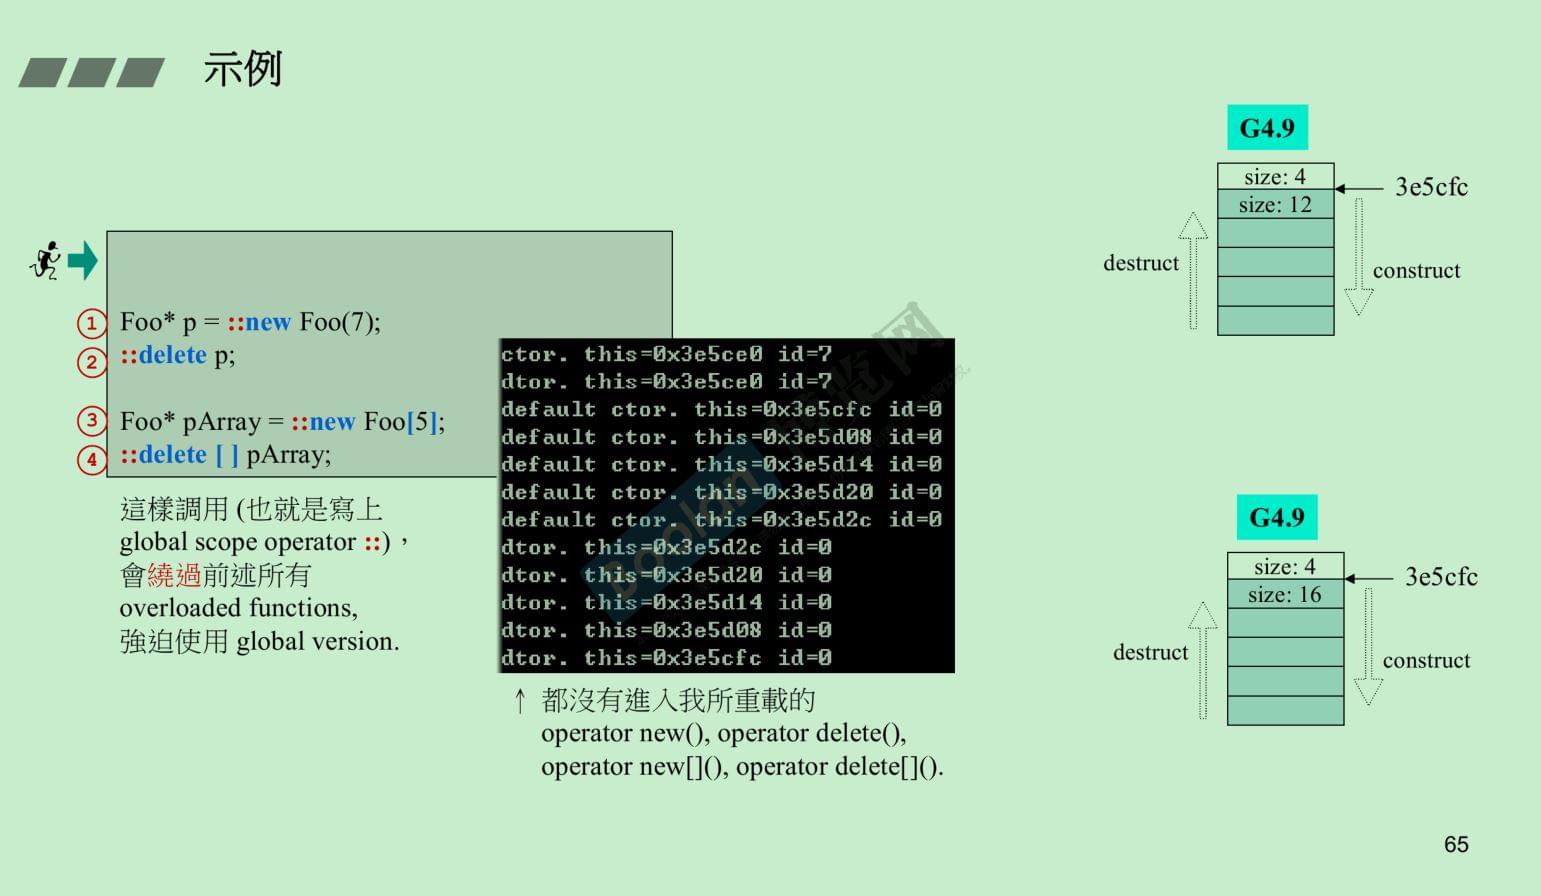 示例
① Foo* p = ::new Foo(7);
② ::delete p;
③ Foo* pArray = ::new Foo[5];
④ ::delete [ ] pArray;
這樣調用 (也就是寫上
global scope operator ::)，
會繞過前述所有
overloaded functions,
強迫使用 global version.
ctor. this=0x3e5ce0 id=7
dtor. this=0x3e5ce0 id=7
default ctor. this=0x3e5cfc id=0
default ctor. this=0x3e5d08 id=0
default ctor. this=0x3e5d14 id=0
default ctor. this=0x3e5d20 id=0
default ctor. this=0x3e5d2c id=0
dtor. this=0x3e5d2c id=0
dtor. this=0x3e5d20 id=0
dtor. this=0x3e5d14 id=0
dtor. this=0x3e5d08 id=0
dtor. this=0x3e5cfc id=0
Boolan
博览网
↑ 都沒有進入我所重載的
operator new(), operator delete(),
operator new[](), operator delete[]().
G4.9
size: 4
3e5cfc
size: 12
destruct
construct
G4.9
size: 4
3e5cfc
size: 16
destruct
construct
65